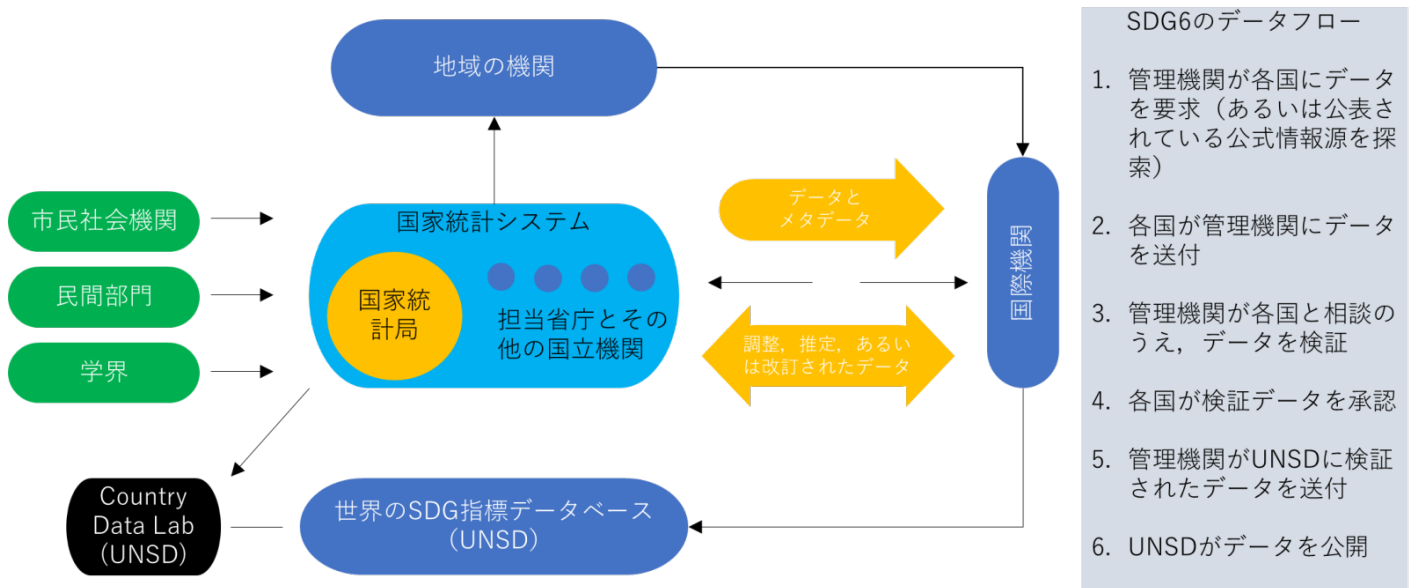 地域の機関
市民社会機関
民間部門
学界
国家統計システム
国家統
計局
担当省庁とその
他の国立機関
データと
メタデータ
調整,推定,あるい
は改訂されたデータ
国際機関
Country
Data Lab
(UNSD)
世界のSDG指標データベース
(UNSD)
SDG6のデータフロー
1. 管理機関が各国にデータ
を要求(あるいは公表さ
れている公式情報源を探
索)
2. 各国が管理機関にデータ
を送付
3. 管理機関が各国と相談の
うえ,データを検証
4. 各国が検証データを承認
5. 管理機関がUNSDに検証
されたデータを送付
6. UNSDがデータを公開